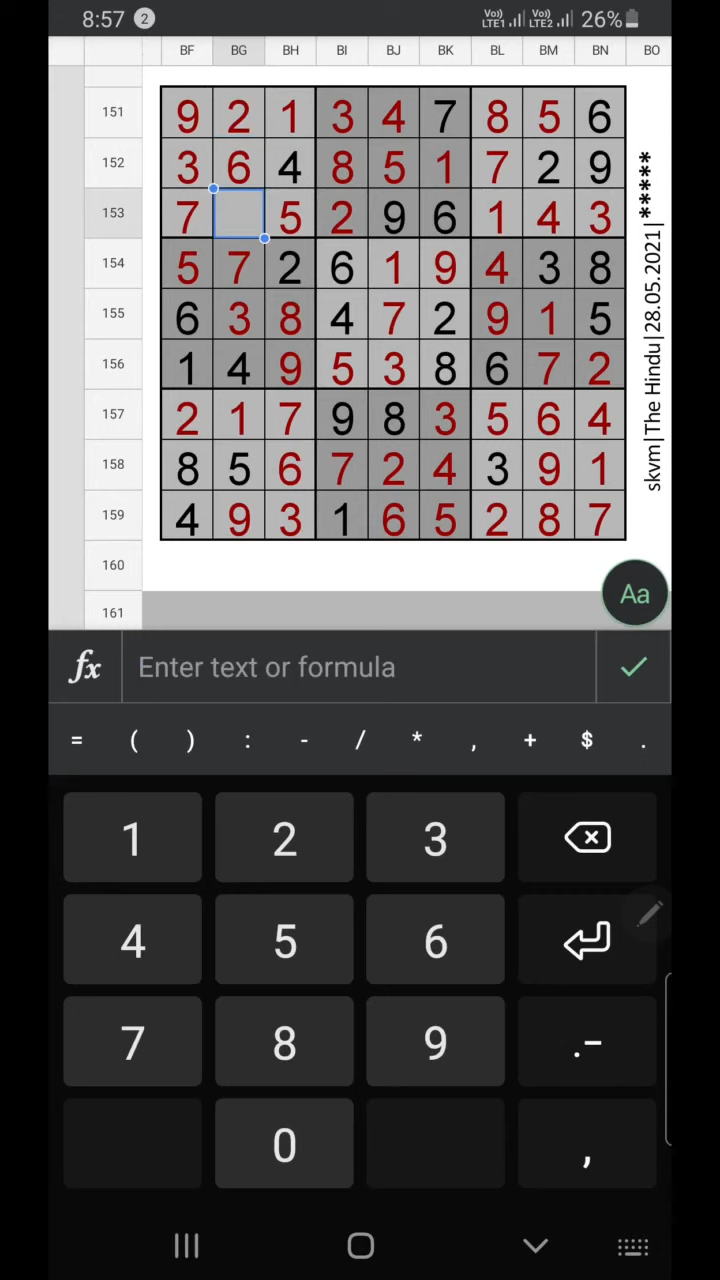 8:57 2 Vo)) LTE1 Vo)) LTE2 26%
BF BG BH BI BJ BK BL BM BN BO
151 9 2 1 3 4 7 8 5 6
152 3 6 4 8 5 1 7 2 9
153 7 5 2 9 6 1 4 3
154 5 7 2 6 1 9 4 3 8
155 6 3 8 4 7 2 9 1 5
156 1 4 9 5 3 8 6 7 2
157 2 1 7 9 8 3 5 6 4
158 8 5 6 7 2 4 3 9 1
159 4 9 3 1 6 5 2 8 7
160
161
skvm|The Hindu|28.05.2021|*****
Aa
fx Enter text or formula
= ( ) : - / * , + $ .
1 2 3
4 5 6
7 8 9 .-
0 ,